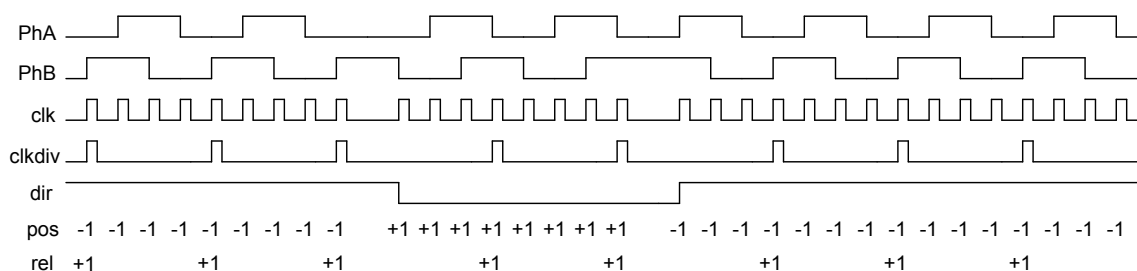 PhA
PhB
clk
clkdiv
dir
pos -1 -1 -1 -1 -1 -1 -1 -1 -1 +1 +1 +1 +1 +1 +1 +1 +1 -1 -1 -1 -1 -1 -1 -1 -1 -1 -1 -1 -1 -1 -1 -1
rel +1 +1 +1 +1 +1 +1 +1 +1